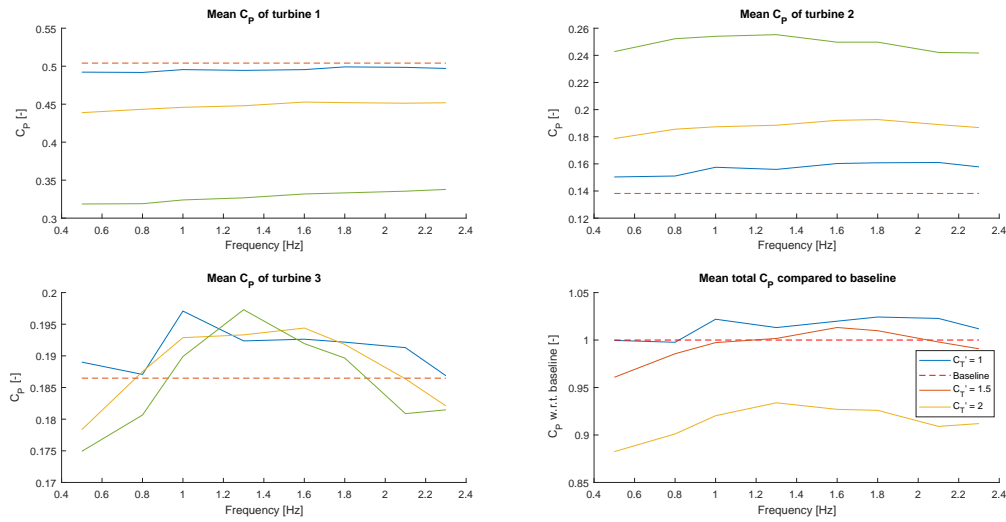 Mean C_P of turbine 1
0.55
0.5
0.45
0.4
0.35
0.3
C_P [-]
0.4 0.6 0.8 1 1.2 1.4 1.6 1.8 2 2.2 2.4
Frequency [Hz]
Mean C_P of turbine 2
0.26
0.24
0.22
0.2
0.18
0.16
0.14
0.12
C_P [-]
0.4 0.6 0.8 1 1.2 1.4 1.6 1.8 2 2.2 2.4
Frequency [Hz]
Mean C_P of turbine 3
0.2
0.195
0.19
0.185
0.18
0.175
0.17
C_P [-]
0.4 0.6 0.8 1 1.2 1.4 1.6 1.8 2 2.2 2.4
Frequency [Hz]
Mean total C_P compared to baseline
1.05
1
0.95
0.9
0.85
C_P w.r.t. baseline [-]
0.4 0.6 0.8 1 1.2 1.4 1.6 1.8 2 2.2 2.4
Frequency [Hz]
C_T' = 1
Baseline
C_T' = 1.5
C_T' = 2